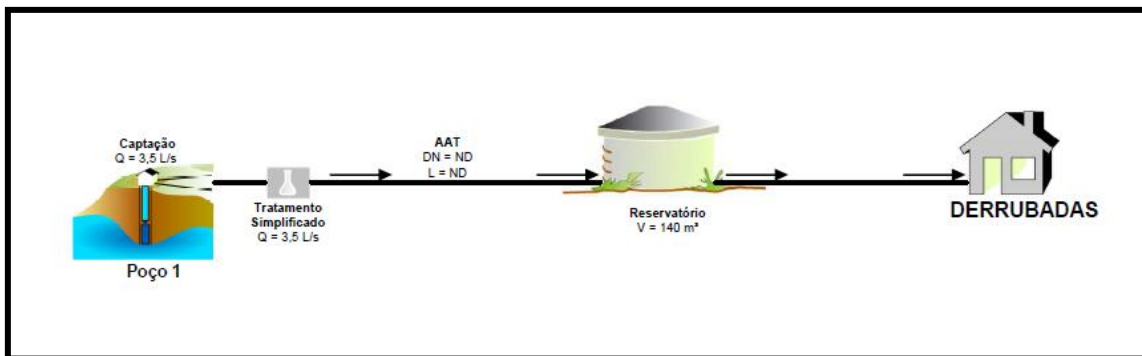 Captação
Q = 3,5 L/s
Poço 1
Tratamento
Simplificado
Q = 3,5 L/s
AAT
DN = ND
L = ND
Reservatório
V = 140 m³
DERRUBADAS